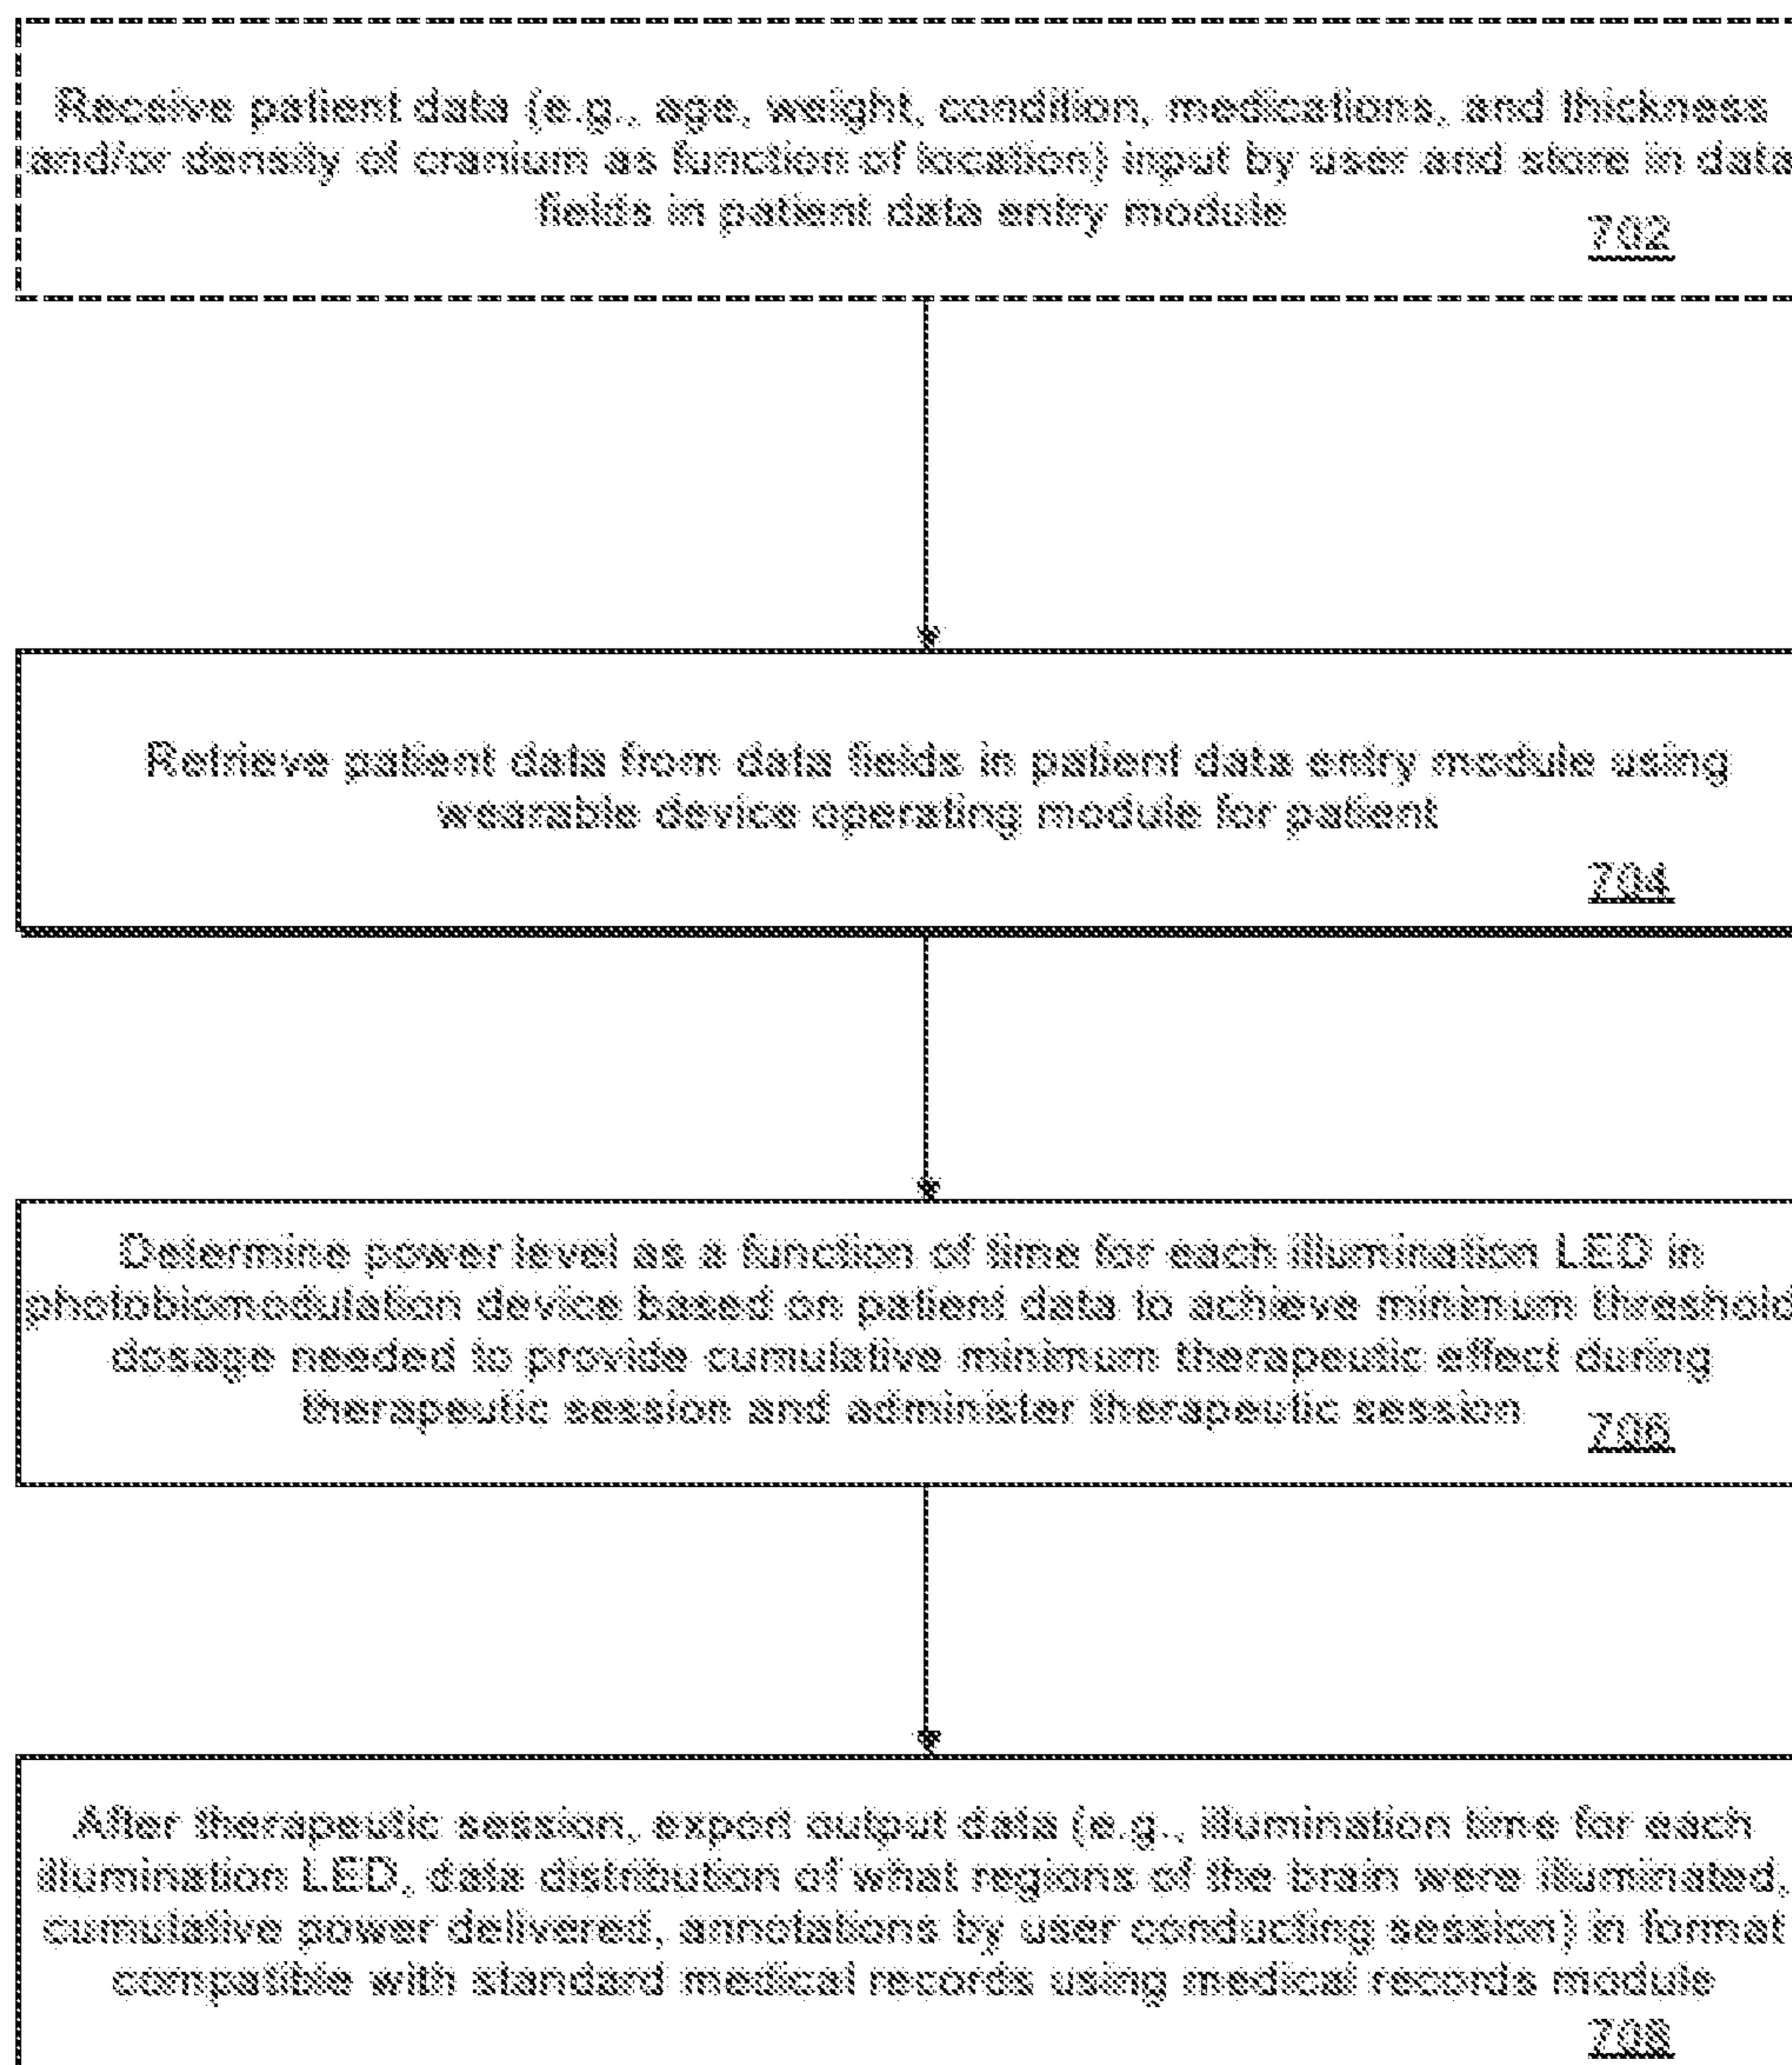 Receive patient data (e.g., age, weight, condition, medications, and thickness
and/or density of cranium as function of location) input by user and store in data
fields in patient data entry module
702
Retrieve patient data from data fields in patient data entry module using
wearable device operating module for patient
704
Determine power level as a function of time for each illumination LED in
photobiomodulation device based on patient data to achieve minimum threshold
dosage needed to provide cumulative minimum therapeutic effect during
therapeutic session and administer therapeutic session
706
After therapeutic session, export output data (e.g., illumination time for each
illumination LED, data distribution of what regions of the brain were illuminated,
cumulative power delivered, annotations by user conducting session) in format
compatible with standard medical records using medical records module
708